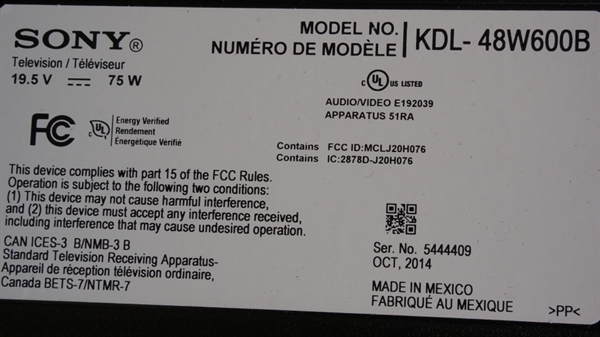 SONY®
MODEL NO.
NUMÉRO DE MODÈLE
KDL- 48W600B
Television / Téléviseur
19.5 V ⎓ 75 W
c UL US LISTED
AUDIO/VIDEO E192039
APPARATUS 51RA
FC
c UL
Energy Verified
Rendement
Énergétique Vérifié
Contains FCC ID:MCLJ20H076
Contains IC:2878D-J20H076
This device complies with part 15 of the FCC Rules.
Operation is subject to the following two conditions:
(1) This device may not cause harmful interference,
and (2) this device must accept any interference received,
including interference that may cause undesired operation.
CAN ICES-3 B/NMB-3 B
Standard Television Receiving Apparatus-
Appareil de réception télévision ordinaire,
Canada BETS-7/NTMR-7
Ser. No. 5444409
OCT, 2014
MADE IN MEXICO
FABRIQUÉ AU MEXIQUE
>PP<